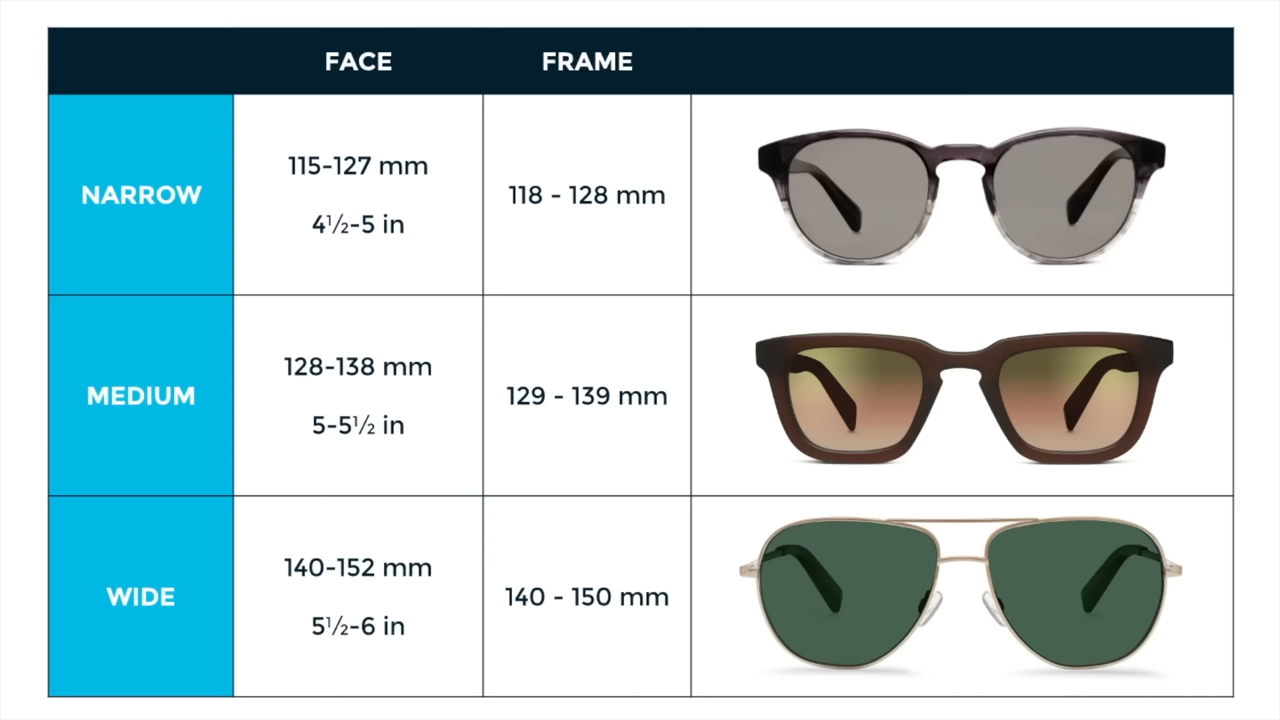 FACE FRAME
NARROW
115-127 mm
4½-5 in
118 - 128 mm
MEDIUM
128-138 mm
5-5½ in
129 - 139 mm
WIDE
140-152 mm
5½-6 in
140 - 150 mm